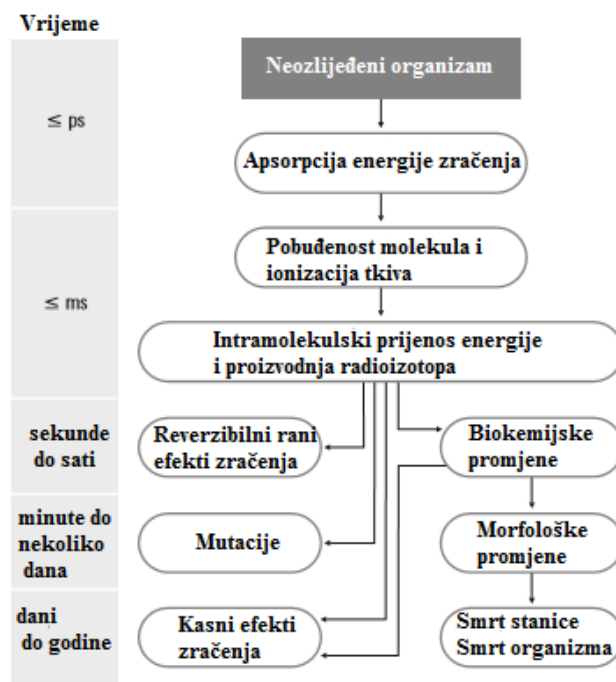 Vrijeme
Neozlijeđeni organizam
≤ ps
Apsorpcija energije zračenja
Pobuđenost molekula i
ionizacija tkiva
≤ ms
Intramolekulski prijenos energije
i proizvodnja radioizotopa
sekunde
do sati
Reverzibilni rani
efekti zračenja
Biokemijske
promjene
minute do
nekoliko
dana
Mutacije
Morfološke
promjene
dani
do godine
Kasni efekti
zračenja
Smrt stanice
Smrt organizma